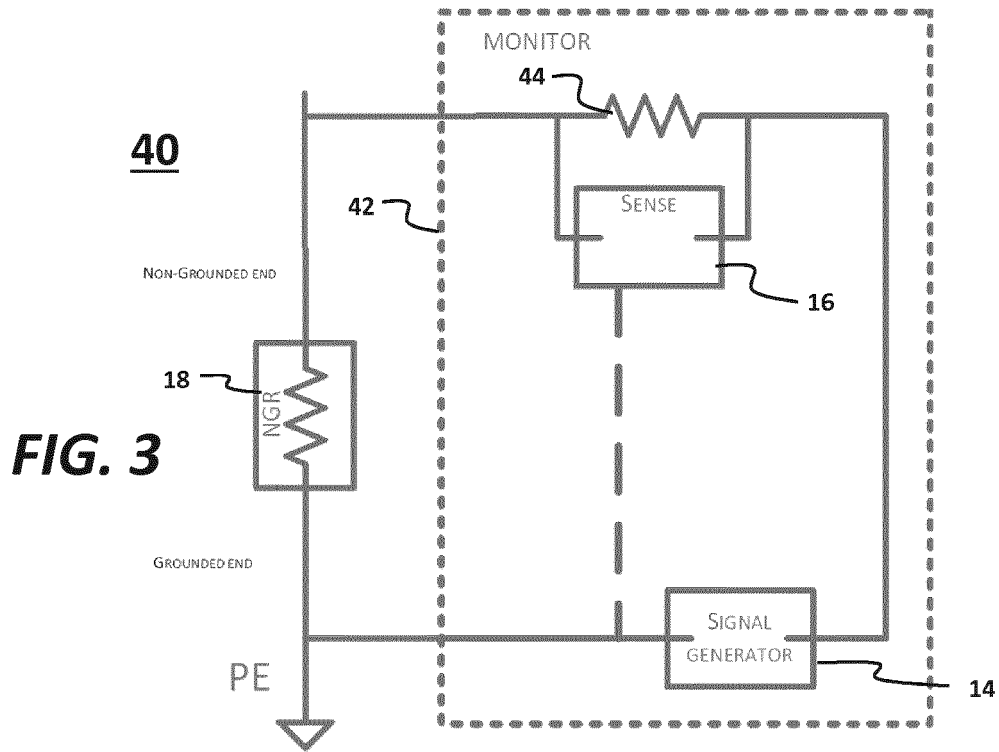 MONITOR
44
40
SENSE
42
NON-GROUNDED END
16
18
NGR
FIG. 3
GROUNDED END
SIGNAL
GENERATOR
PE
14